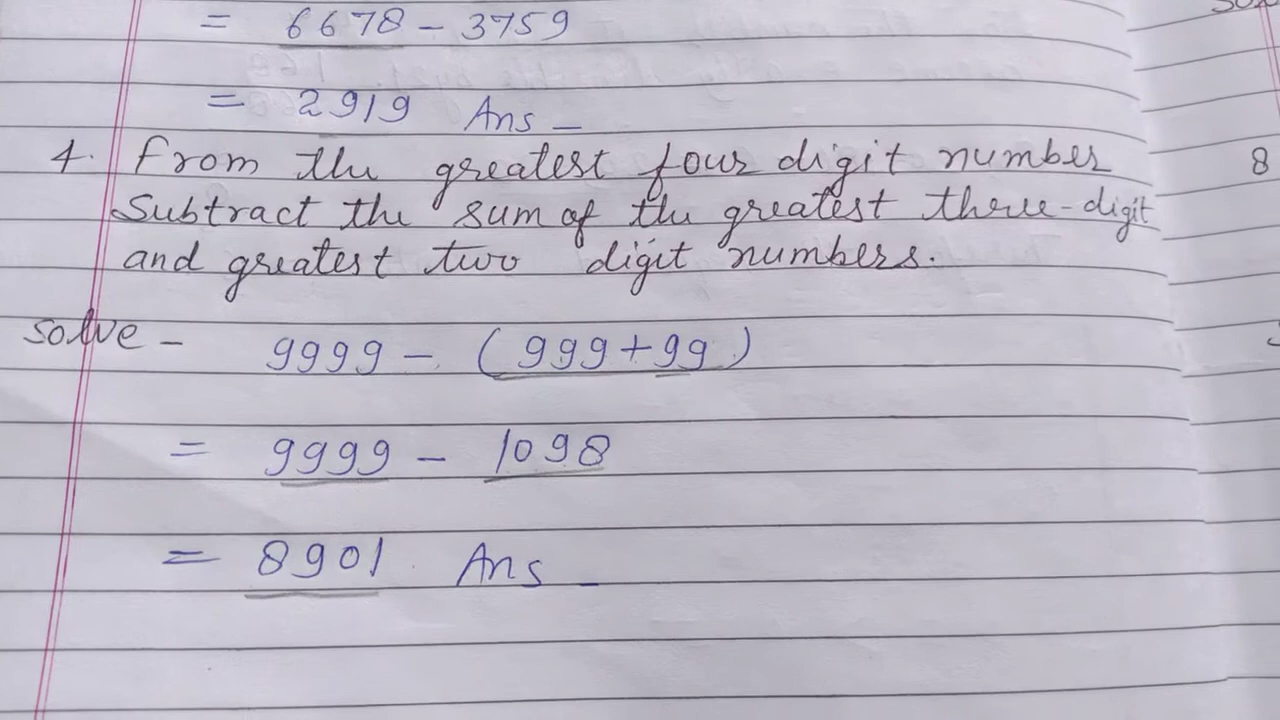 = 6678 - 3759
= 2919 Ans -
4. From the greatest four digit number
Subtract the sum of the greatest three-digit
and greatest two digit numbers.
Solve - 9999 - (999+99)
= 9999 - 1098
= 8901 Ans -
8